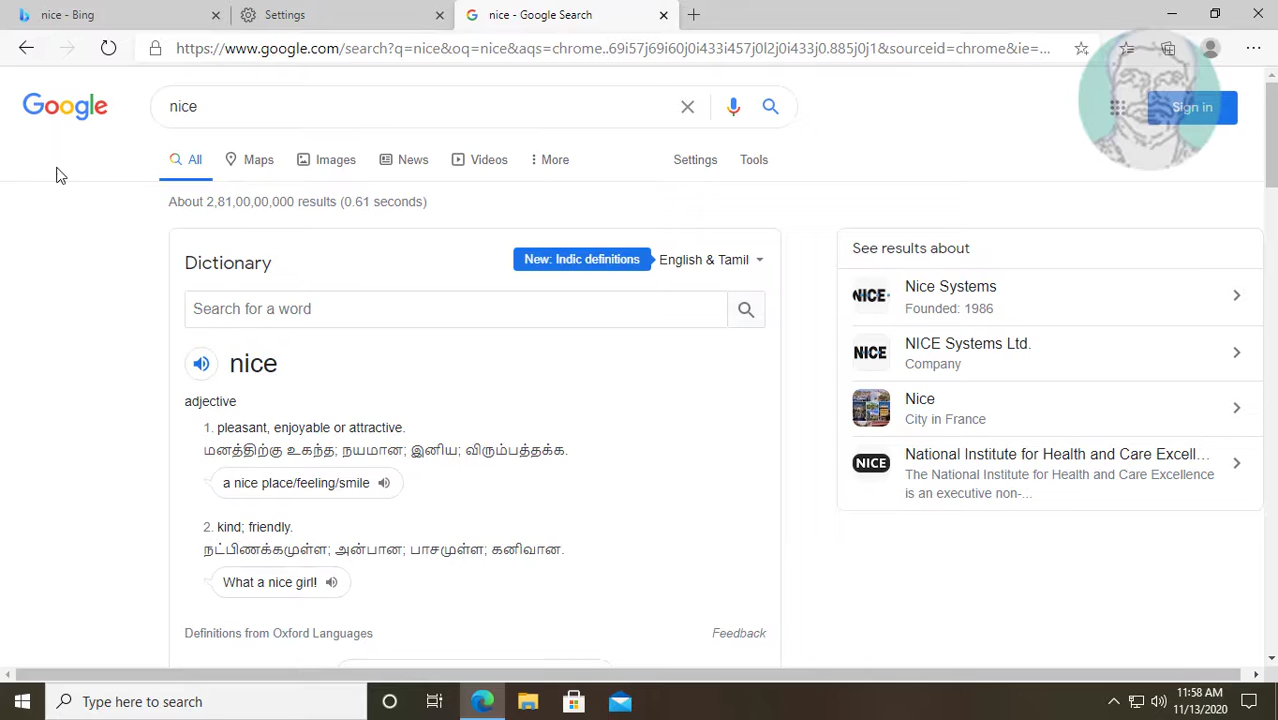 nice - Bing
Settings
nice - Google Search
https://www.google.com/search?q=nice&oq=nice&aqs=chrome..69i57j69i60j0i433i457j0l2j0i433j0.885j0j1&sourceid=chrome&ie=...
Google
nice
Sign in
All
Maps
Images
News
Videos
More
Settings
Tools
About 2,81,00,00,000 results (0.61 seconds)
Dictionary
New: Indic definitions
English & Tamil
Search for a word
nice
adjective
1. pleasant, enjoyable or attractive.
மனத்திற்கு உகந்த; நயமான; இனிய; விரும்பத்தக்க.
a nice place/feeling/smile
2. kind; friendly.
நட்பிணக்கமுள்ள; அன்பான; பாசமுள்ள; கனிவான.
What a nice girl!
Definitions from Oxford Languages
Feedback
See results about
NICE
Nice Systems
Founded: 1986
NICE
NICE Systems Ltd.
Company
Nice
City in France
NICE
National Institute for Health and Care Excell...
The National Institute for Health and Care Excellence
is an executive non-...
Type here to search
11:58 AM
11/13/2020